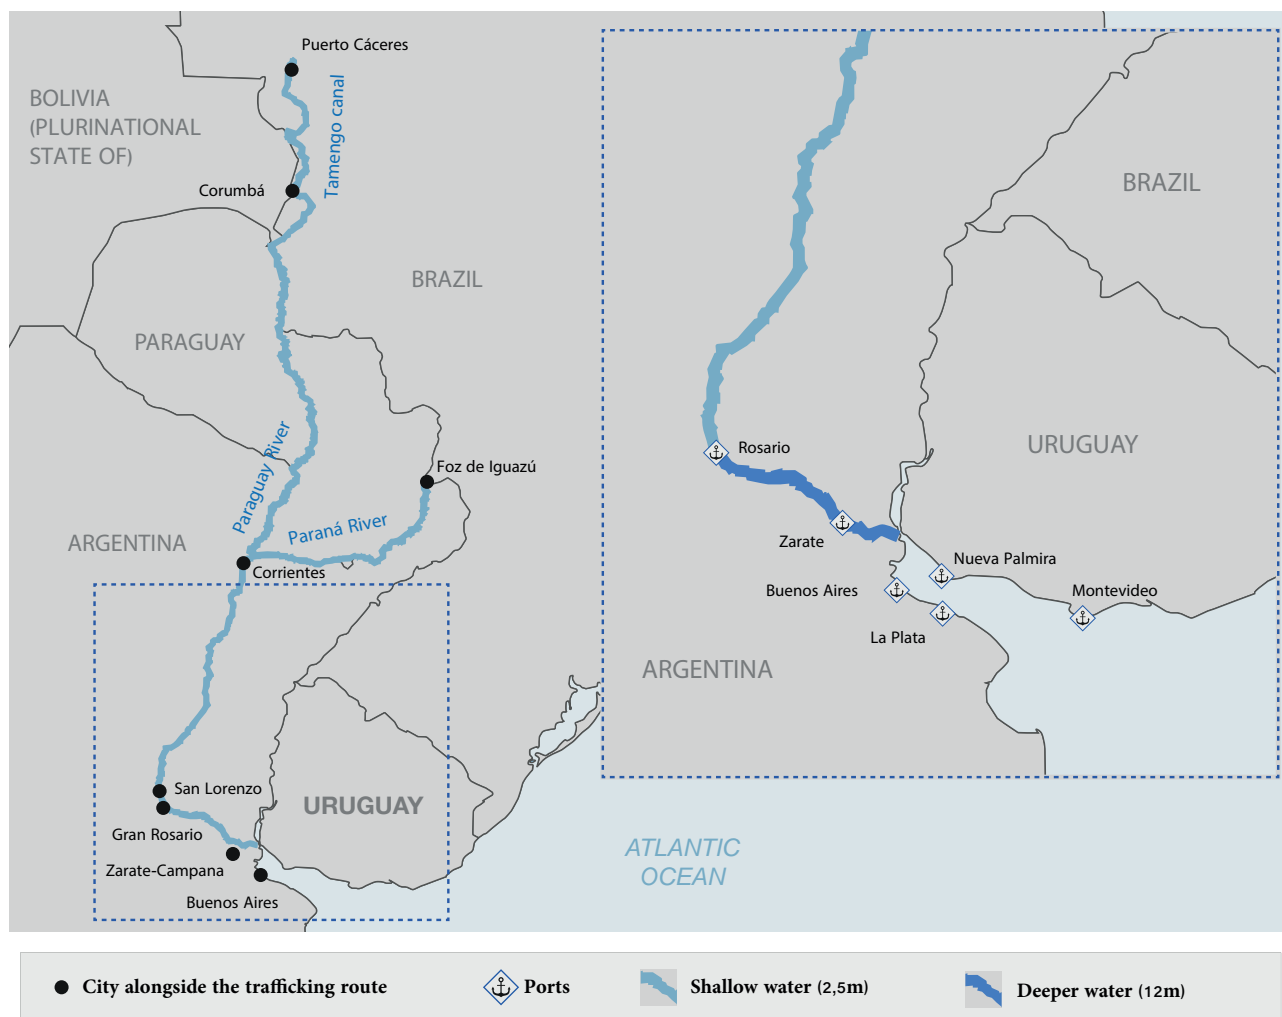 Puerto Cáceres
BOLIVIA
(PLURINATIONAL
STATE OF)
Tamengo canal
Corumbá
BRAZIL
PARAGUAY
Paraguay River
Foz de Iguazú
Paraná River
ARGENTINA
Corrientes
San Lorenzo
URUGUAY
Gran Rosario
Zarate-Campana
Buenos Aires
BRAZIL
URUGUAY
Rosario
Zarate
Nueva Palmira
Buenos Aires
Montevideo
La Plata
ARGENTINA
ATLANTIC
OCEAN
City alongside the trafficking route
Ports
Shallow water (2,5m)
Deeper water (12m)